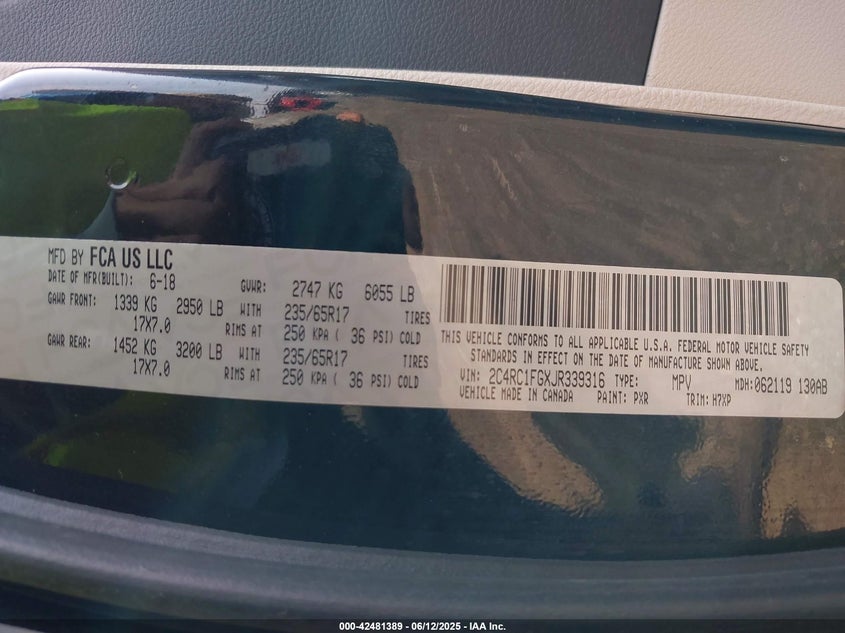 MFD BY FCA US LLC
DATE OF MFR(BUILT): 6-18 GVWR: 2747 KG 6055 LB
GAWR FRONT: 1339 KG 2950 LB WITH 235/65R17 TIRES
17X7.0 RIMS AT 250 KPA ( 36 PSI) COLD
GAWR REAR: 1452 KG 3200 LB WITH 235/65R17 TIRES
17X7.0 RIMS AT 250 KPA ( 36 PSI) COLD
THIS VEHICLE CONFORMS TO ALL APPLICABLE U.S.A. FEDERAL MOTOR VEHICLE SAFETY
STANDARDS IN EFFECT ON THE DATE OF MANUFACTURE SHOWN ABOVE.
VIN: 2C4RC1FGXJR339316 TYPE: MPV MDH: 062119 130AB
VEHICLE MADE IN CANADA PAINT: PXR TRIM: H7XP
000-42481389 - 06/12/2025 - IAA Inc.